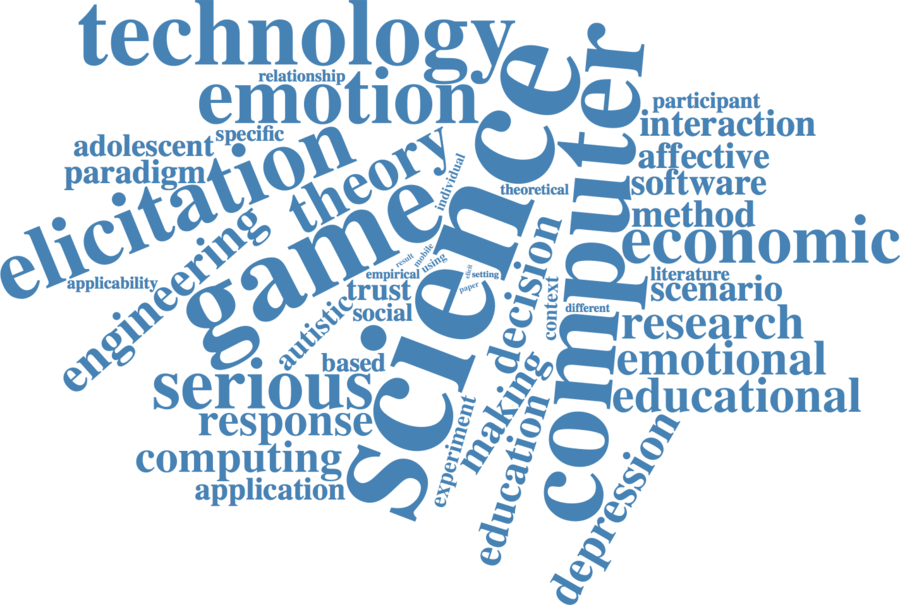 technology
relationship
emotion
science
computer
participant
interaction
adolescent
specific
affective
paradigm
elicitation
theory
individual
theoretical
software
method
economic
game
engineering
applicability
result
mobile
using
empirical
effect
setting
paper
trust
social
decision
context
literature
scenario
different
research
autistic
based
emotional
serious
educational
response
experiment
making
education
computing
application
depression